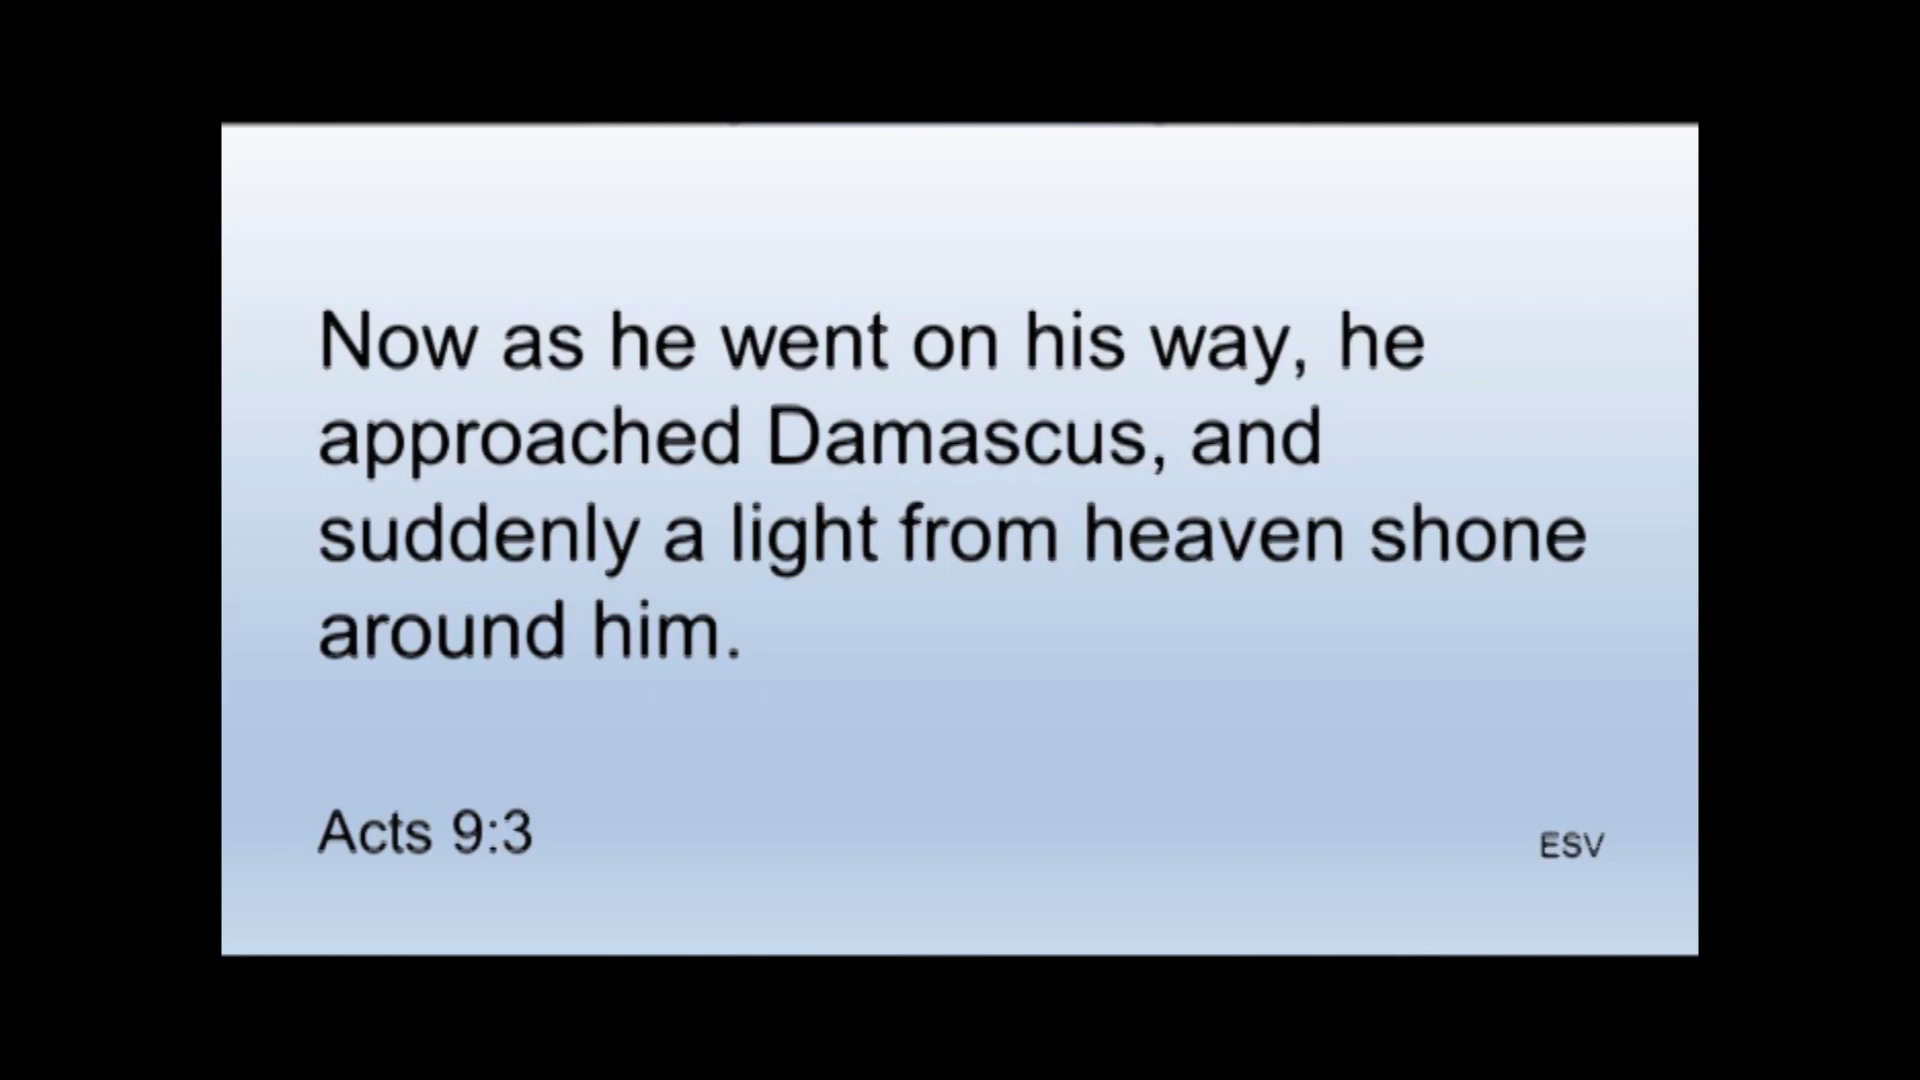 Now as he went on his way, he
approached Damascus, and
suddenly a light from heaven shone
around him.
Acts 9:3
ESV